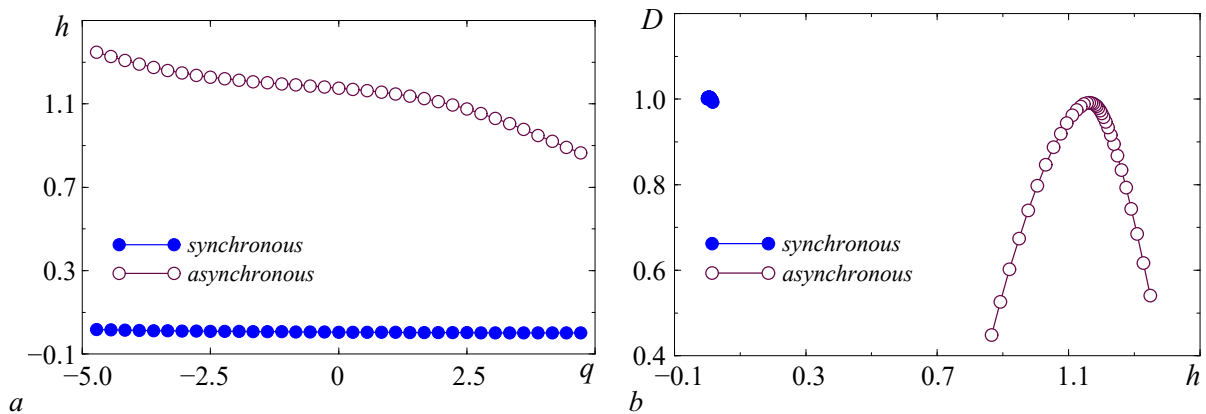 h
1.1
0.7
0.3
−0.1
synchronous
asynchronous
−5.0 −2.5 0 2.5 q
a
D
1.0
0.8
0.6
0.4
synchronous
asynchronous
−0.1 0.3 0.7 1.1 h
b